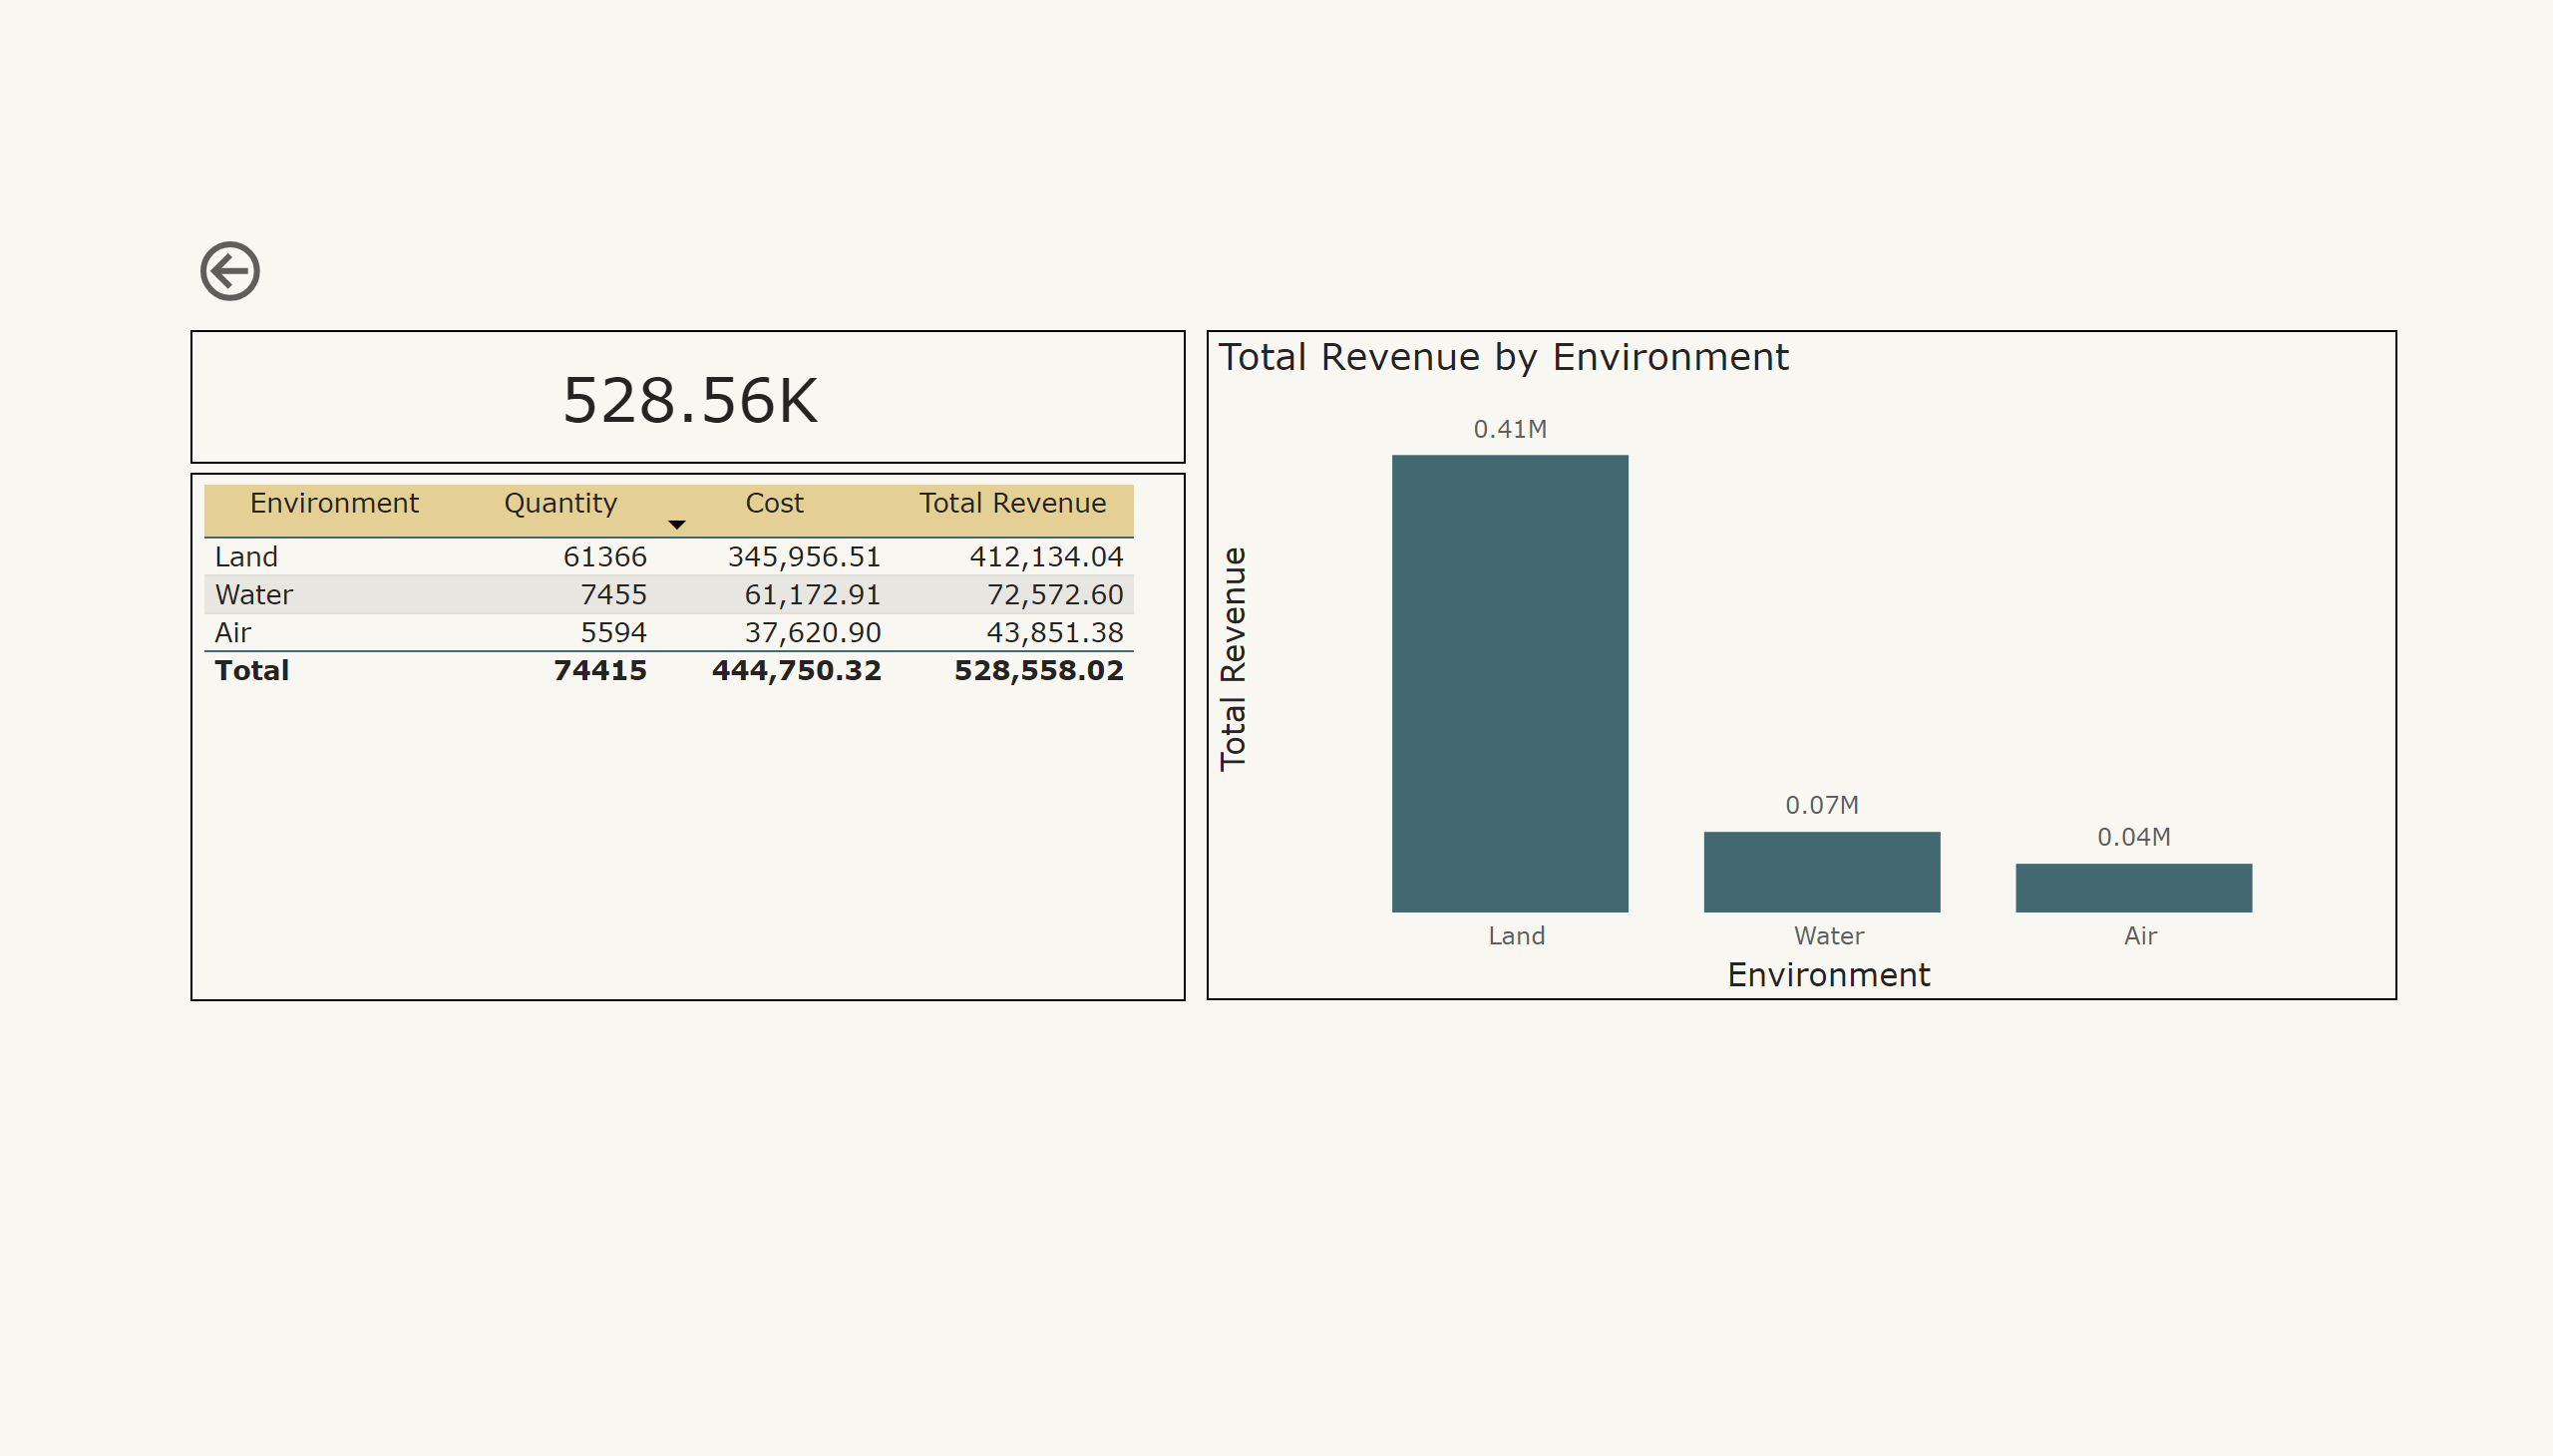 528.56K
Environment Quantity Cost Total Revenue
Land 61366 345,956.51 412,134.04
Water 7455 61,172.91 72,572.60
Air 5594 37,620.90 43,851.38
Total 74415 444,750.32 528,558.02
Total Revenue by Environment
Total Revenue
0.41M
0.07M
0.04M
Land Water Air
Environment